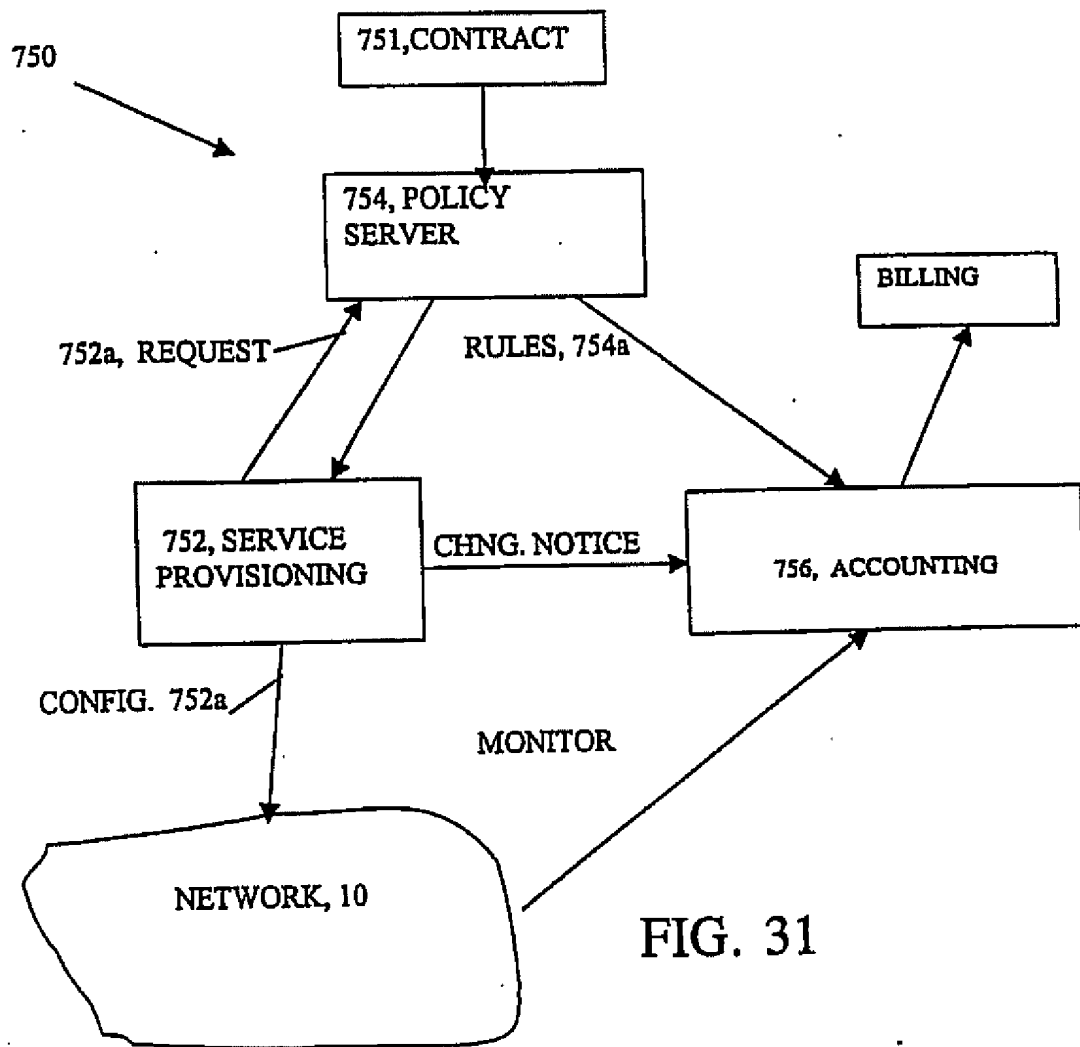 751,CONTRACT
750
754, POLICY
SERVER
BILLING
752a, REQUEST
RULES, 754a
752, SERVICE
PROVISIONING
CHNG. NOTICE
756, ACCOUNTING
CONFIG. 752a
MONITOR
NETWORK, 10
FIG. 31